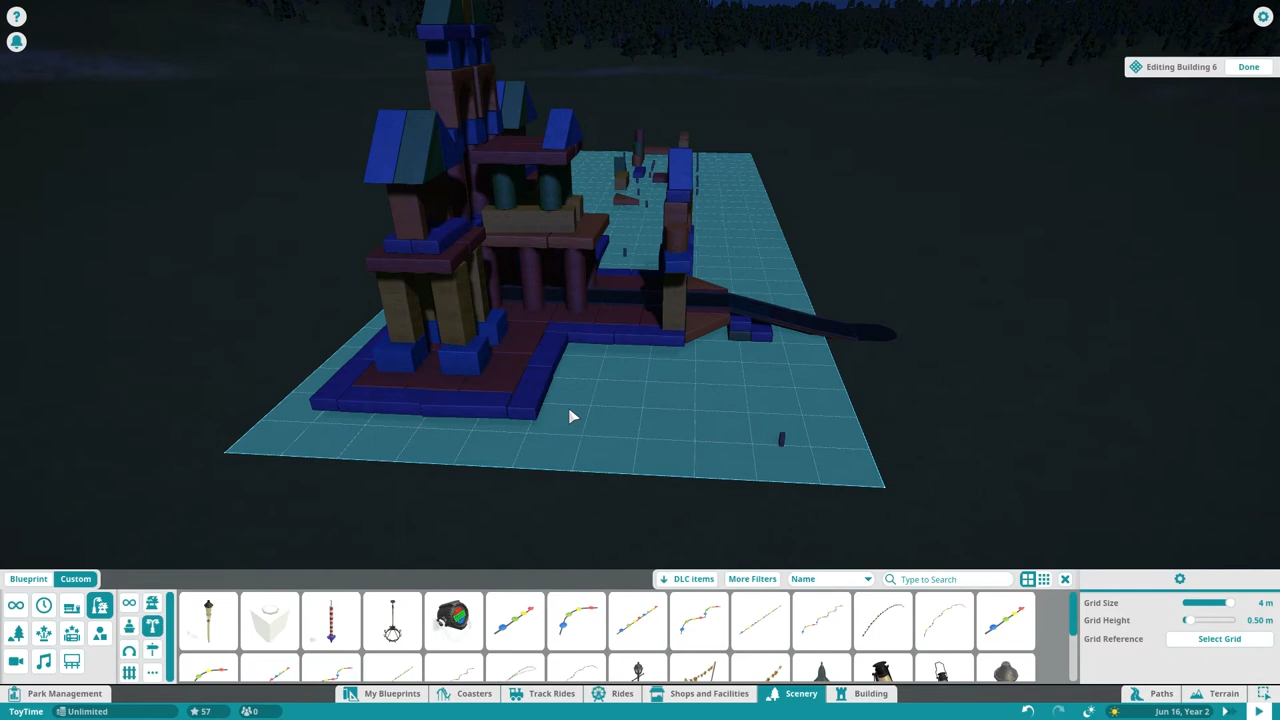 ?
Editing Building 6 Done
Blueprint Custom DLC items More Filters Name Type to Search
Grid Size 4 m
Grid Height 0.50 m
Grid Reference Select Grid
Park Management My Blueprints Coasters Track Rides Rides Shops and Facilities Scenery Building Paths Terrain
ToyTime Unlimited 57 0 Jun 16, Year 2